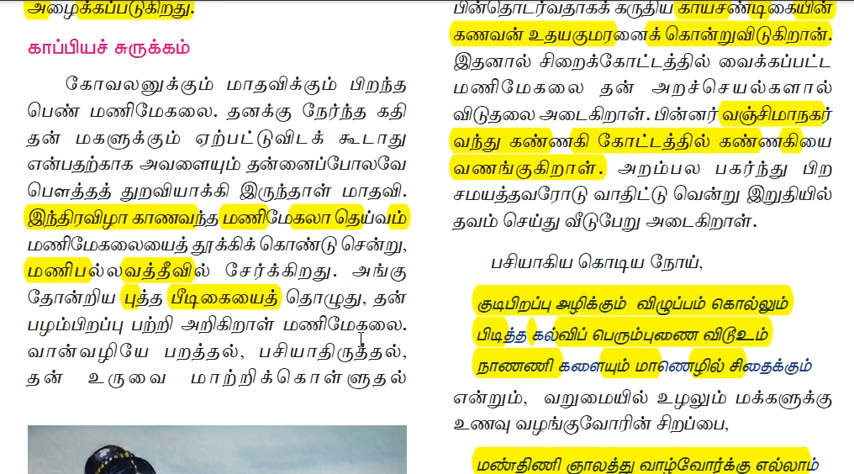 அழைக்கப்படுகிறது.
காப்பியச் சுருக்கம்
கோவலனுக்கும் மாதவிக்கும் பிறந்த
பெண் மணிமேகலை. தனக்கு நேர்ந்த கதி
தன் மகளுக்கும் ஏற்பட்டுவிடக் கூடாது
என்பதற்காக அவளையும் தன்னைப்போலவே
பௌத்தத் துறவியாக்கி இருந்தாள் மாதவி.
இந்திரவிழா காணவந்த மணிமேகலா தெய்வம்
மணிமேகலையைத் தூக்கிக் கொண்டு சென்று,
மணிபல்லவத்தீவில் சேர்க்கிறது. அங்கு
தோன்றிய புத்த பீடிகையைத் தொழுது, தன்
பழம்பிறப்பு பற்றி அறிகிறாள் மணிமேகலை.
வான்வழியே பறத்தல், பசியாதிருத்தல்,
தன் உருவை மாற்றிக்கொள்ளுதல்
பின்தொடர்வதாகக் கருதிய காயசண்டிகையின்
கணவன் உதயகுமரனைக் கொன்றுவிடுகிறான்.
இதனால் சிறைக்கோட்டத்தில் வைக்கப்பட்ட
மணிமேகலை தன் அறச்செயல்களால்
விடுதலை அடைகிறாள். பின்னர் வஞ்சிமாநகர்
வந்து கண்ணகி கோட்டத்தில் கண்ணகியை
வணங்குகிறாள். அறம்பல பகர்ந்து பிற
சமயத்தவரோடு வாதிட்டு வென்று இறுதியில்
தவம் செய்து வீடுபேறு அடைகிறாள்.
பசியாகிய கொடிய நோய்,
குடிபிறப்பு அழிக்கும் விழுப்பம் கொல்லும்
பிடித்த கல்விப் பெரும்புணை விடூஉம்
நாணணி களையும் மாணெழில் சிதைக்கும்
என்றும், வறுமையில் உழலும் மக்களுக்கு
உணவு வழங்குவோரின் சிறப்பை,
மண்திணி ஞாலத்து வாழ்வோர்க்கு எல்லாம்